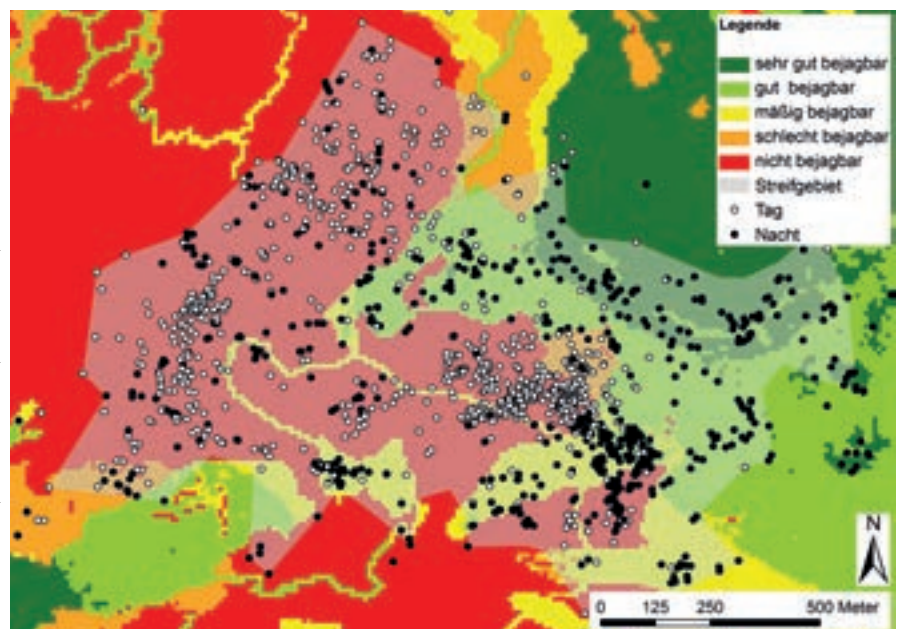 Legende
sehr gut bejagbar
gut bejagbar
mäßig bejagbar
schlecht bejagbar
nicht bejagbar
Streifgebiet
Tag
Nacht
N
0 125 250 500 Meter